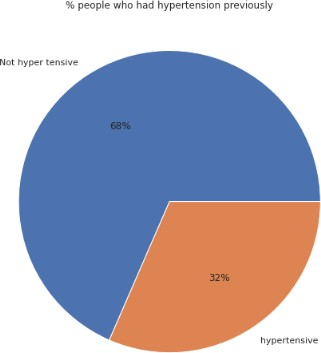 % people who had hypertension previously
Not hyper tensive
68%
32%
hypertensive